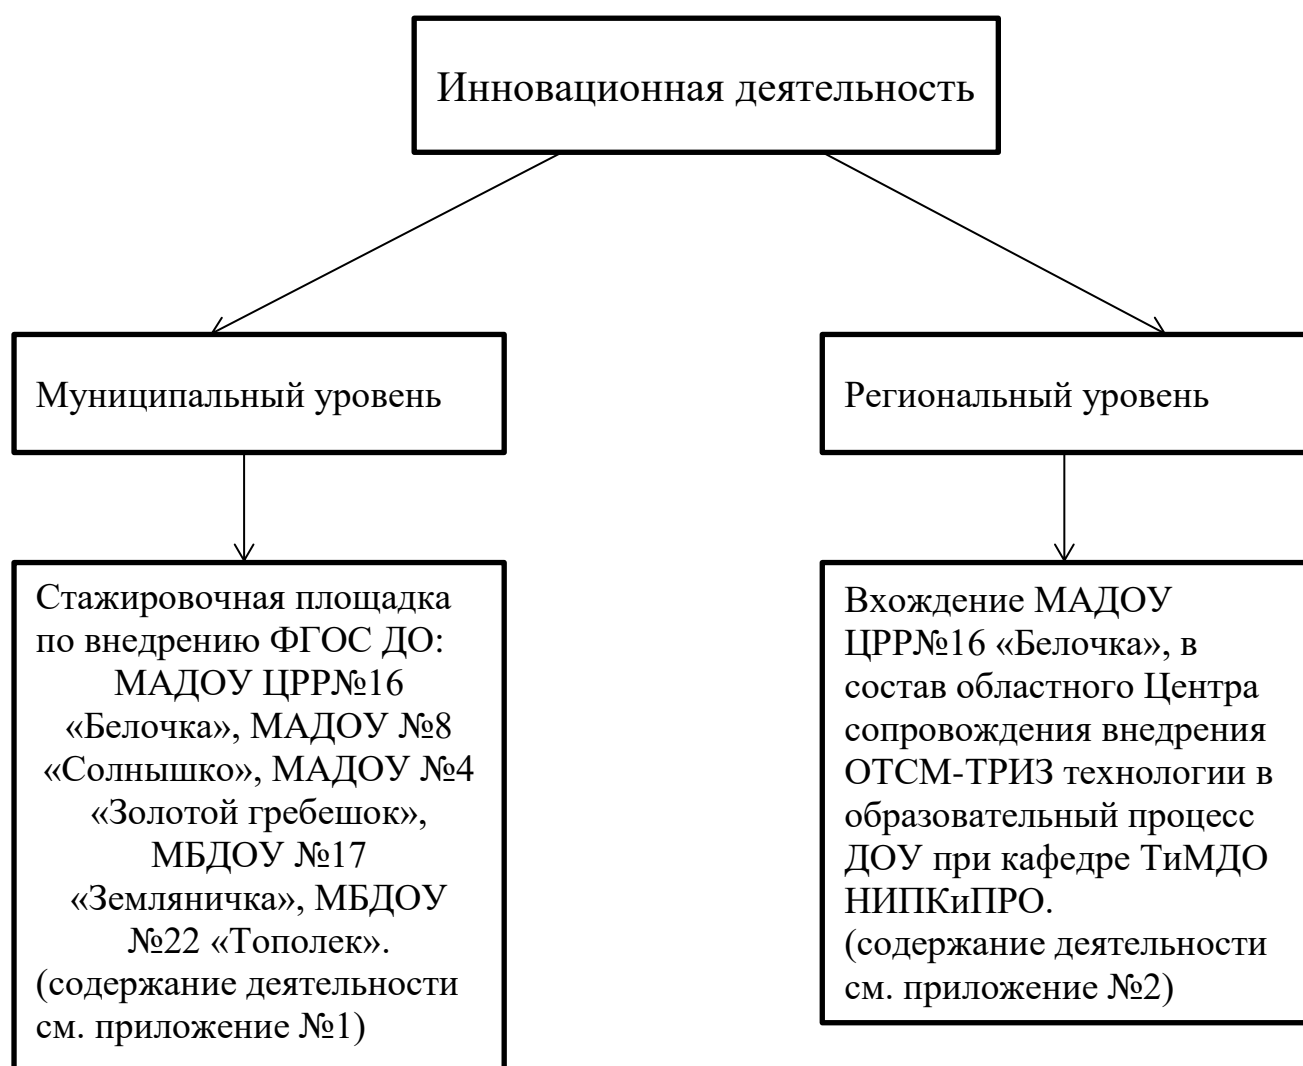 Инновационная деятельность
Муниципальный уровень
Региональный уровень
Стажировочная площадка
по внедрению ФГОС ДО:
МАДОУ ЦРР№16
«Белочка», МАДОУ №8
«Солнышко», МАДОУ №4
«Золотой гребешок»,
МБДОУ №17
«Земляничка», МБДОУ
№22 «Тополек».
(содержание деятельности
см. приложение №1)
Вхождение МАДОУ
ЦРР№16 «Белочка», в
состав областного Центра
сопровождения внедрения
ОТСМ-ТРИЗ технологии в
образовательный процесс
ДОУ при кафедре ТиМДО
НИПКиПРО.
(содержание деятельности
см. приложение №2)